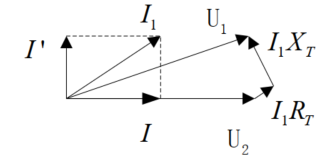 I' I₁ U₁ I₁X_T
I U₂ I₁R_T